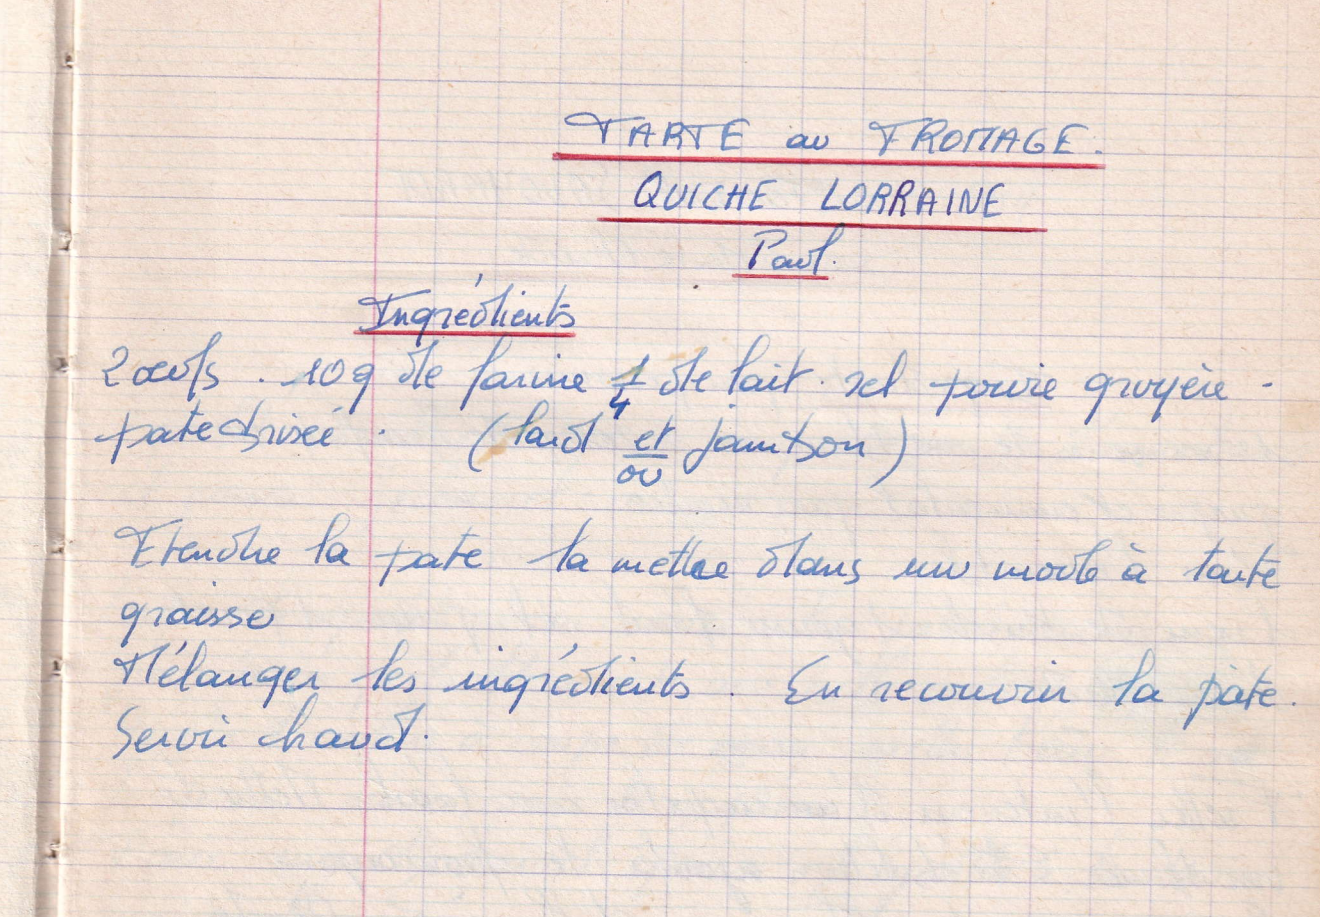 TARTE au FROMAGE.
QUICHE LORRAINE
Paul.
Ingrédients
2 oeufs. 10 g de farine 1/4 de lait. sel poivre gruyère -
pate brisée. (lard et/ou jambon)
Etendre la pate la mettre dans un moule à tarte
graissé
Mélanger les ingrédients. En recouvrir la pâte.
Servir chaud.